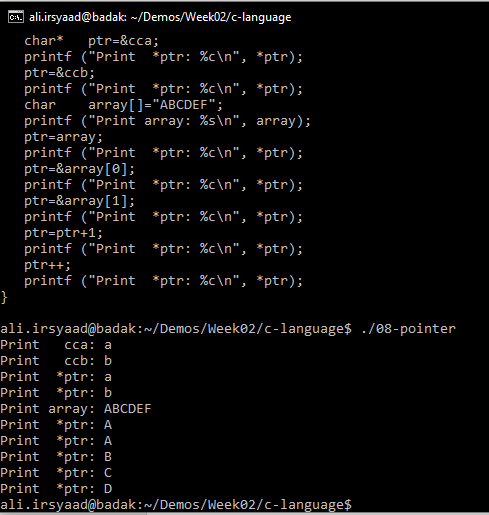 ali.irsyaad@badak: ~/Demos/Week02/c-language
   char*   ptr=&cca;
   printf ("Print  *ptr: %c\n", *ptr);
   ptr=&ccb;
   printf ("Print  *ptr: %c\n", *ptr);
   char    array[]="ABCDEF";
   printf ("Print array: %s\n", array);
   ptr=array;
   printf ("Print  *ptr: %c\n", *ptr);
   ptr=&array[0];
   printf ("Print  *ptr: %c\n", *ptr);
   ptr=&array[1];
   printf ("Print  *ptr: %c\n", *ptr);
   ptr=ptr+1;
   printf ("Print  *ptr: %c\n", *ptr);
   ptr++;
   printf ("Print  *ptr: %c\n", *ptr);
}
ali.irsyaad@badak:~/Demos/Week02/c-language$ ./08-pointer
Print   cca: a
Print   ccb: b
Print  *ptr: a
Print  *ptr: b
Print array: ABCDEF
Print  *ptr: A
Print  *ptr: A
Print  *ptr: B
Print  *ptr: C
Print  *ptr: D
ali.irsyaad@badak:~/Demos/Week02/c-language$